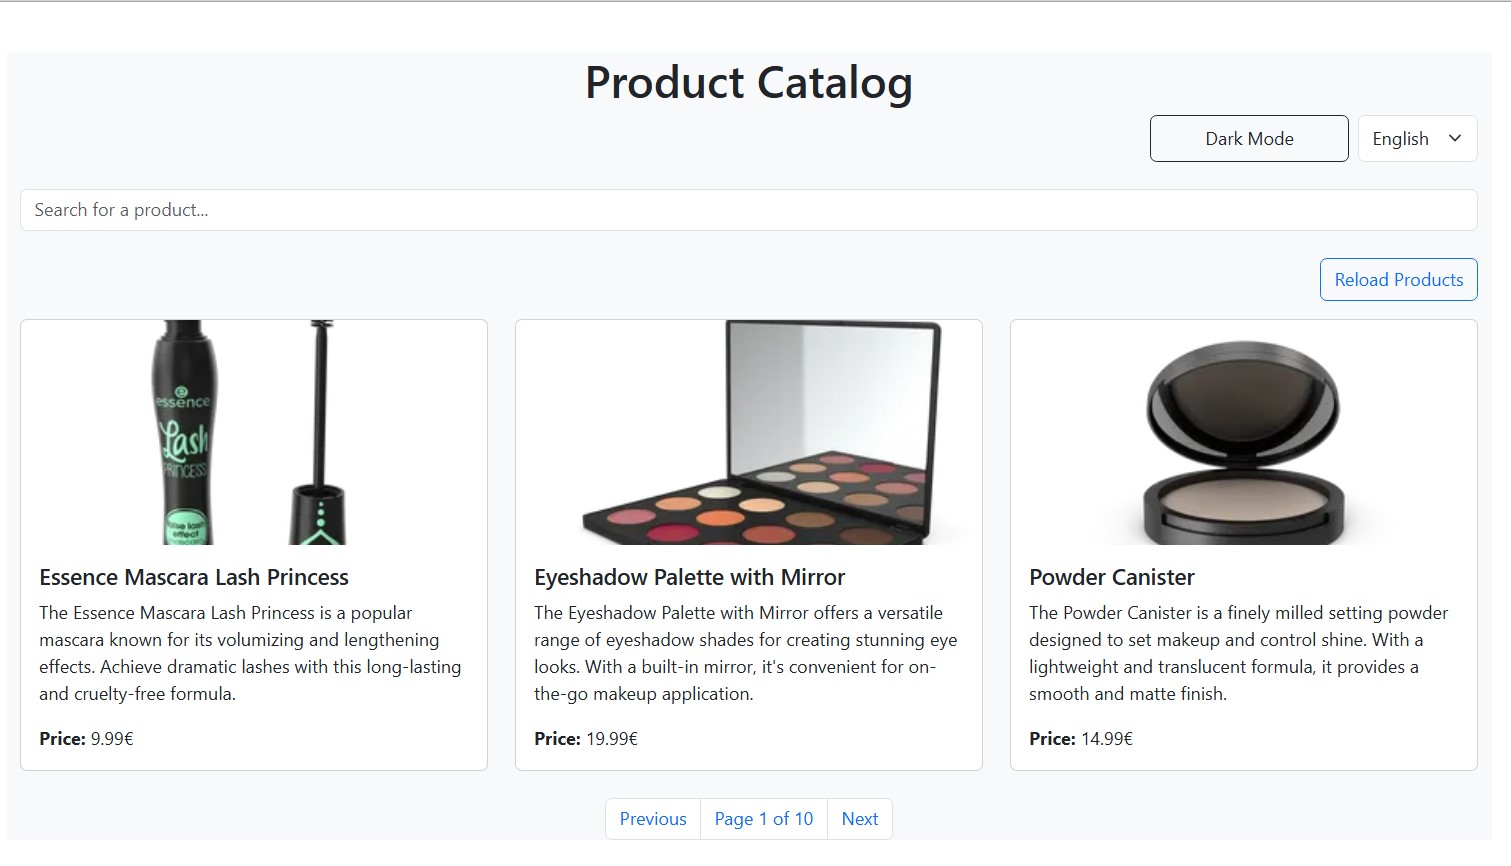 Product Catalog
Dark Mode
English
Search for a product...
Reload Products
essence
Lash
PRINCESS
false lash
effect
Essence Mascara Lash Princess
The Essence Mascara Lash Princess is a popular
mascara known for its volumizing and lengthening
effects. Achieve dramatic lashes with this long-lasting
and cruelty-free formula.
Price: 9.99€
Eyeshadow Palette with Mirror
The Eyeshadow Palette with Mirror offers a versatile
range of eyeshadow shades for creating stunning eye
looks. With a built-in mirror, it's convenient for on-
the-go makeup application.
Price: 19.99€
Powder Canister
The Powder Canister is a finely milled setting powder
designed to set makeup and control shine. With a
lightweight and translucent formula, it provides a
smooth and matte finish.
Price: 14.99€
Previous
Page 1 of 10
Next